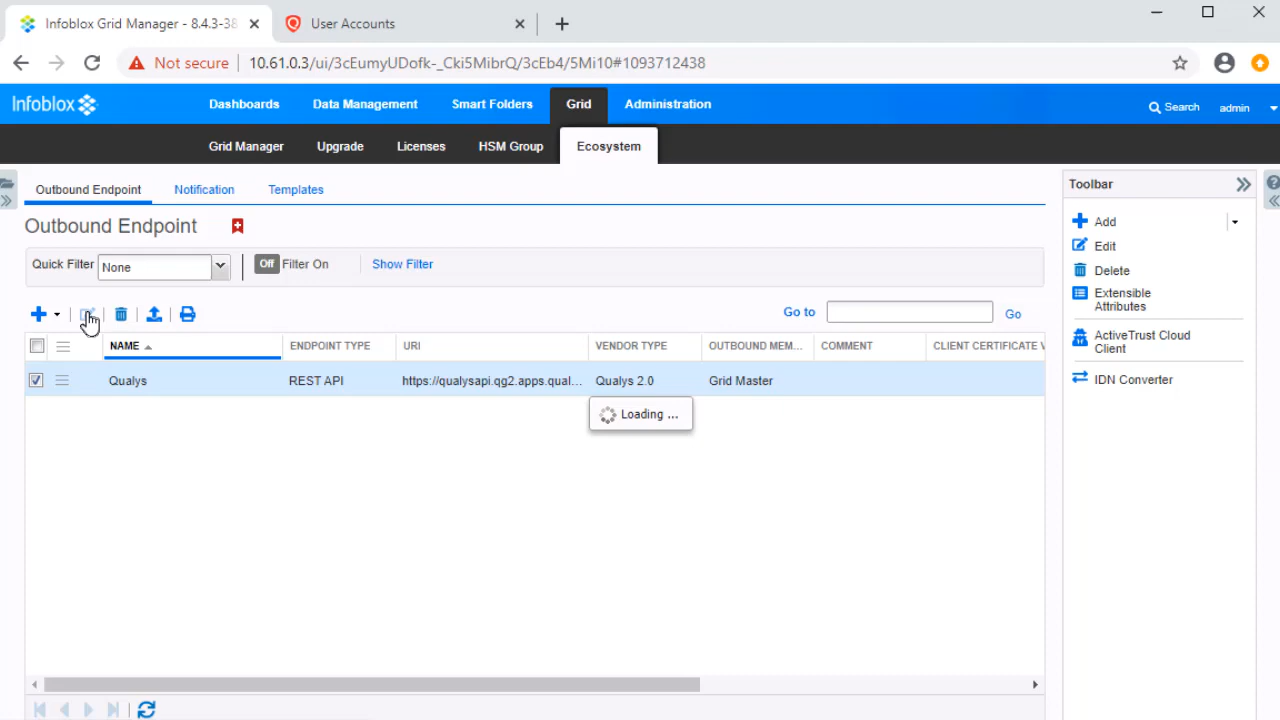 Infoblox Grid Manager - 8.4.3-38
User Accounts
Not secure
10.61.0.3/ui/3cEumyUDofk-_Cki5MibrQ/3cEb4/5Mi10#1093712438
Infoblox
Dashboards
Data Management
Smart Folders
Grid
Administration
Search
admin
Grid Manager
Upgrade
Licenses
HSM Group
Ecosystem
Outbound Endpoint
Notification
Templates
Outbound Endpoint
Quick Filter
None
Off
Filter On
Show Filter
Go to
Go
NAME
ENDPOINT TYPE
URI
VENDOR TYPE
OUTBOUND MEM...
COMMENT
CLIENT CERTIFICATE V
Qualys
REST API
https://qualysapi.qg2.apps.qual...
Qualys 2.0
Grid Master
Loading ...
Toolbar
Add
Edit
Delete
Extensible
Attributes
ActiveTrust Cloud
Client
IDN Converter